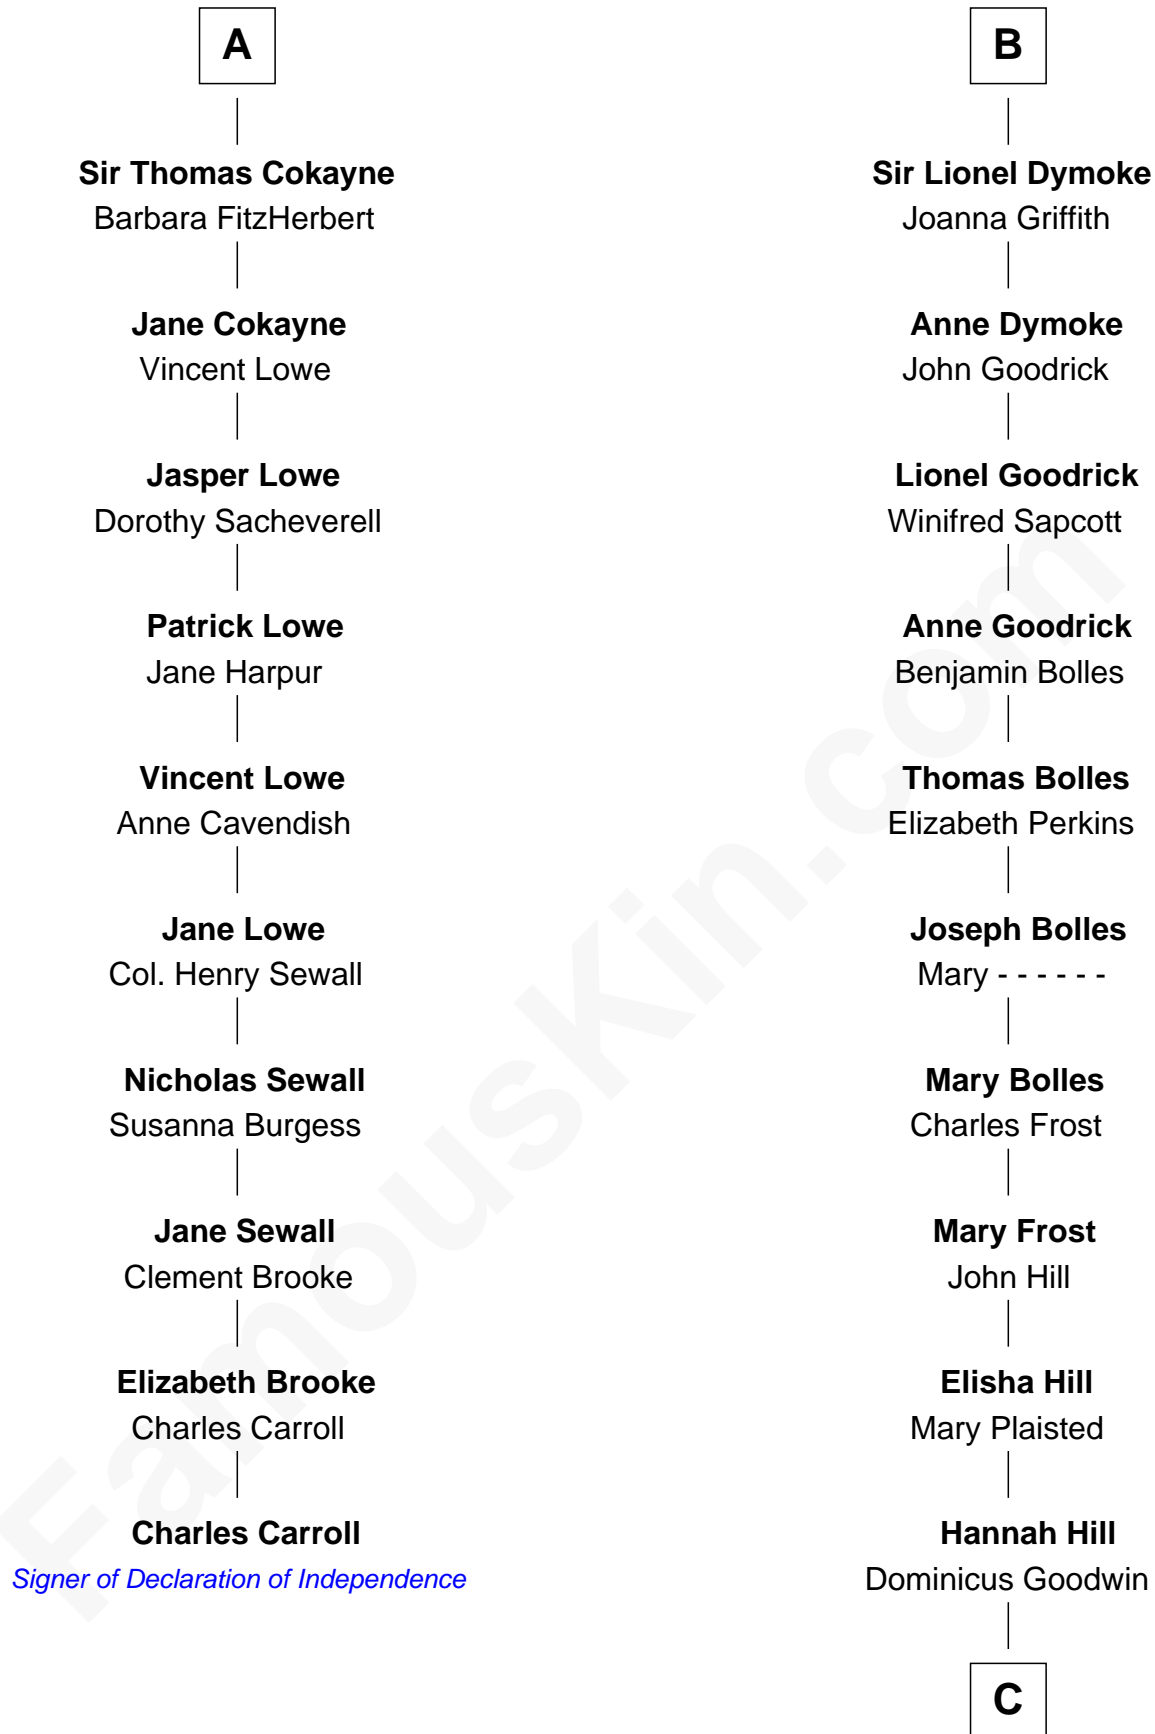 A
Sir Thomas Cokayne
Barbara FitzHerbert
Jane Cokayne
Vincent Lowe
Jasper Lowe
Dorothy Sacheverell
Patrick Lowe
Jane Harpur
Vincent Lowe
Anne Cavendish
Jane Lowe
Col. Henry Sewall
Nicholas Sewall
Susanna Burgess
Jane Sewall
Clement Brooke
Elizabeth Brooke
Charles Carroll
Charles Carroll
Signer of Declaration of Independence
B
Sir Lionel Dymoke
Joanna Griffith
Anne Dymoke
John Goodrick
Lionel Goodrick
Winifred Sapcott
Anne Goodrick
Benjamin Bolles
Thomas Bolles
Elizabeth Perkins
Joseph Bolles
Mary - - - - - -
Mary Bolles
Charles Frost
Mary Frost
John Hill
Elisha Hill
Mary Plaisted
Hannah Hill
Dominicus Goodwin
C
FamousKin.com